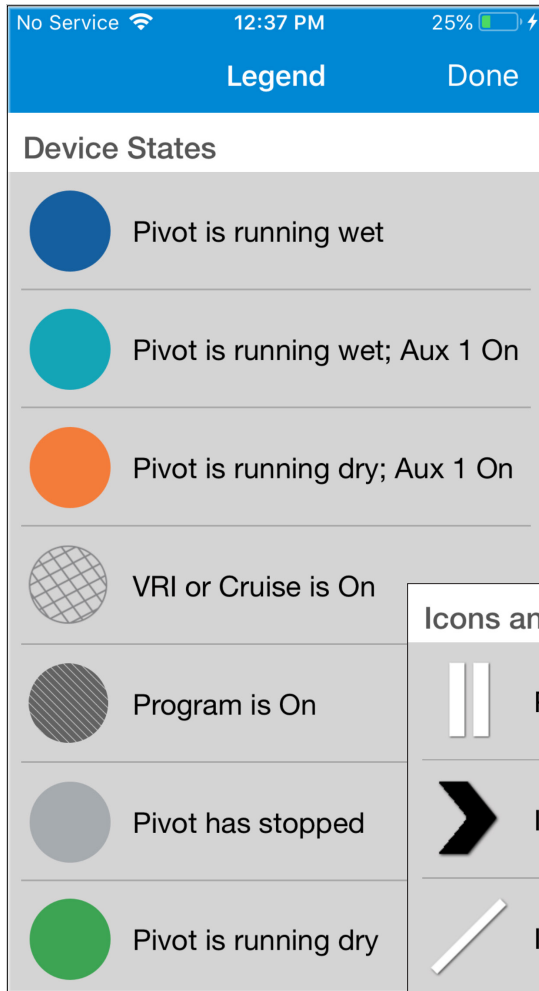 No Service 12:37 PM 25%
Legend Done
Device States
Pivot is running wet
Pivot is running wet; Aux 1 On
Pivot is running dry; Aux 1 On
VRI or Cruise is On
Program is On
Pivot has stopped
Pivot is running dry
Icons